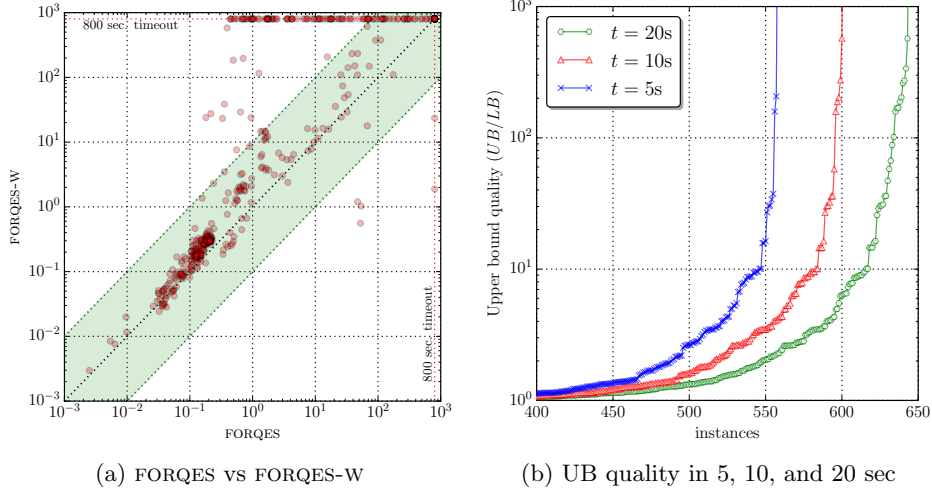 10³
800 sec. timeout
10²
10¹
10⁰
10⁻¹
10⁻²
10⁻³
FORQES-W
800 sec. timeout
10⁻³ 10⁻² 10⁻¹ 10⁰ 10¹ 10² 10³
FORQES
(a) FORQES vs FORQES-W
10³
10²
10¹
10⁰
Upper bound quality (UB/LB)
t = 20s
t = 10s
t = 5s
400 450 500 550 600 650
instances
(b) UB quality in 5, 10, and 20 sec